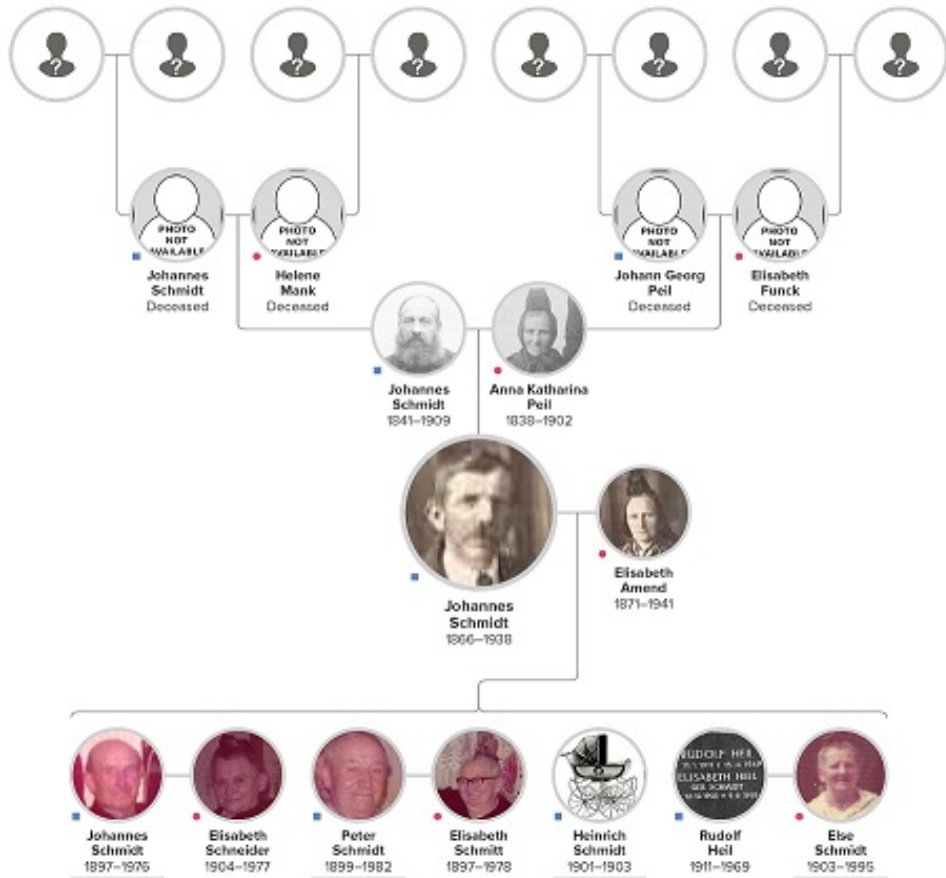 ?
?
?
?
?
?
?
?
PHOTO
NOT
AVAILABLE
Johannes
Schmidt
Deceased
PHOTO
NOT
AVAILABLE
Helene
Mank
Deceased
PHOTO
NOT
AVAILABLE
Johann Georg
Peil
Deceased
PHOTO
NOT
AVAILABLE
Elisabeth
Funck
Deceased
Johannes
Schmidt
1841–1909
Anna Katharina
Peil
1838–1902
Johannes
Schmidt
1866–1938
Elisabeth
Amend
1871–1941
Johannes
Schmidt
1897–1976
Elisabeth
Schneider
1904–1977
Peter
Schmidt
1899–1982
Elisabeth
Schmitt
1897–1978
Heinrich
Schmidt
1901–1903
RUDOLF HEIL
ELISABETH HEIL
GEB. SCHMIDT
Rudolf
Heil
1911–1969
Else
Schmidt
1903–1995